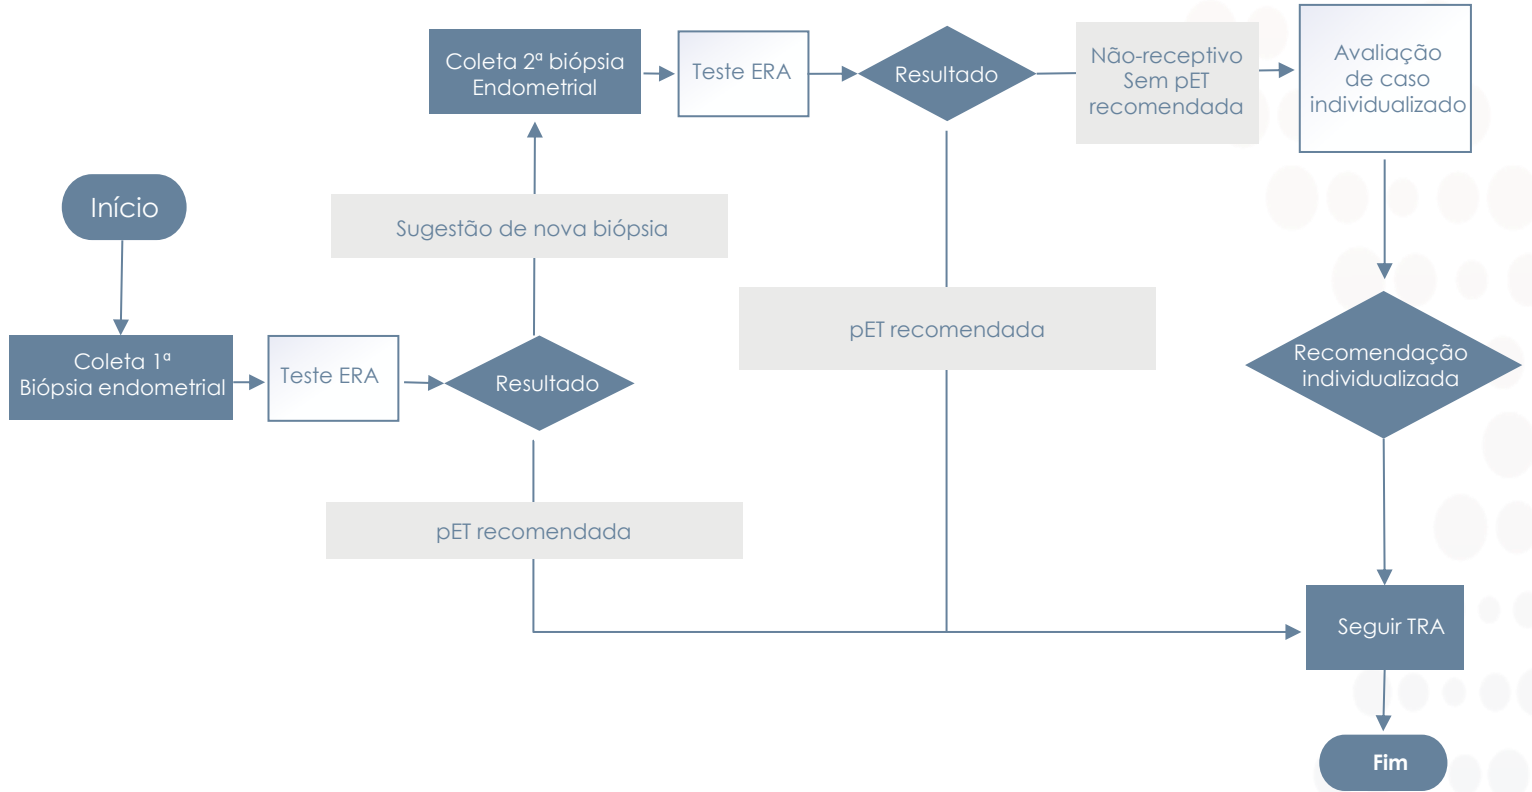 Início
Coleta 1ª
Biópsia endometrial
Teste ERA
Resultado
Sugestão de nova biópsia
Coleta 2ª biópsia
Endometrial
Teste ERA
Resultado
Não-receptivo
Sem pET
recomendada
Avaliação
de caso
individualizado
pET recomendada
pET recomendada
Recomendação
individualizada
Seguir TRA
Fim